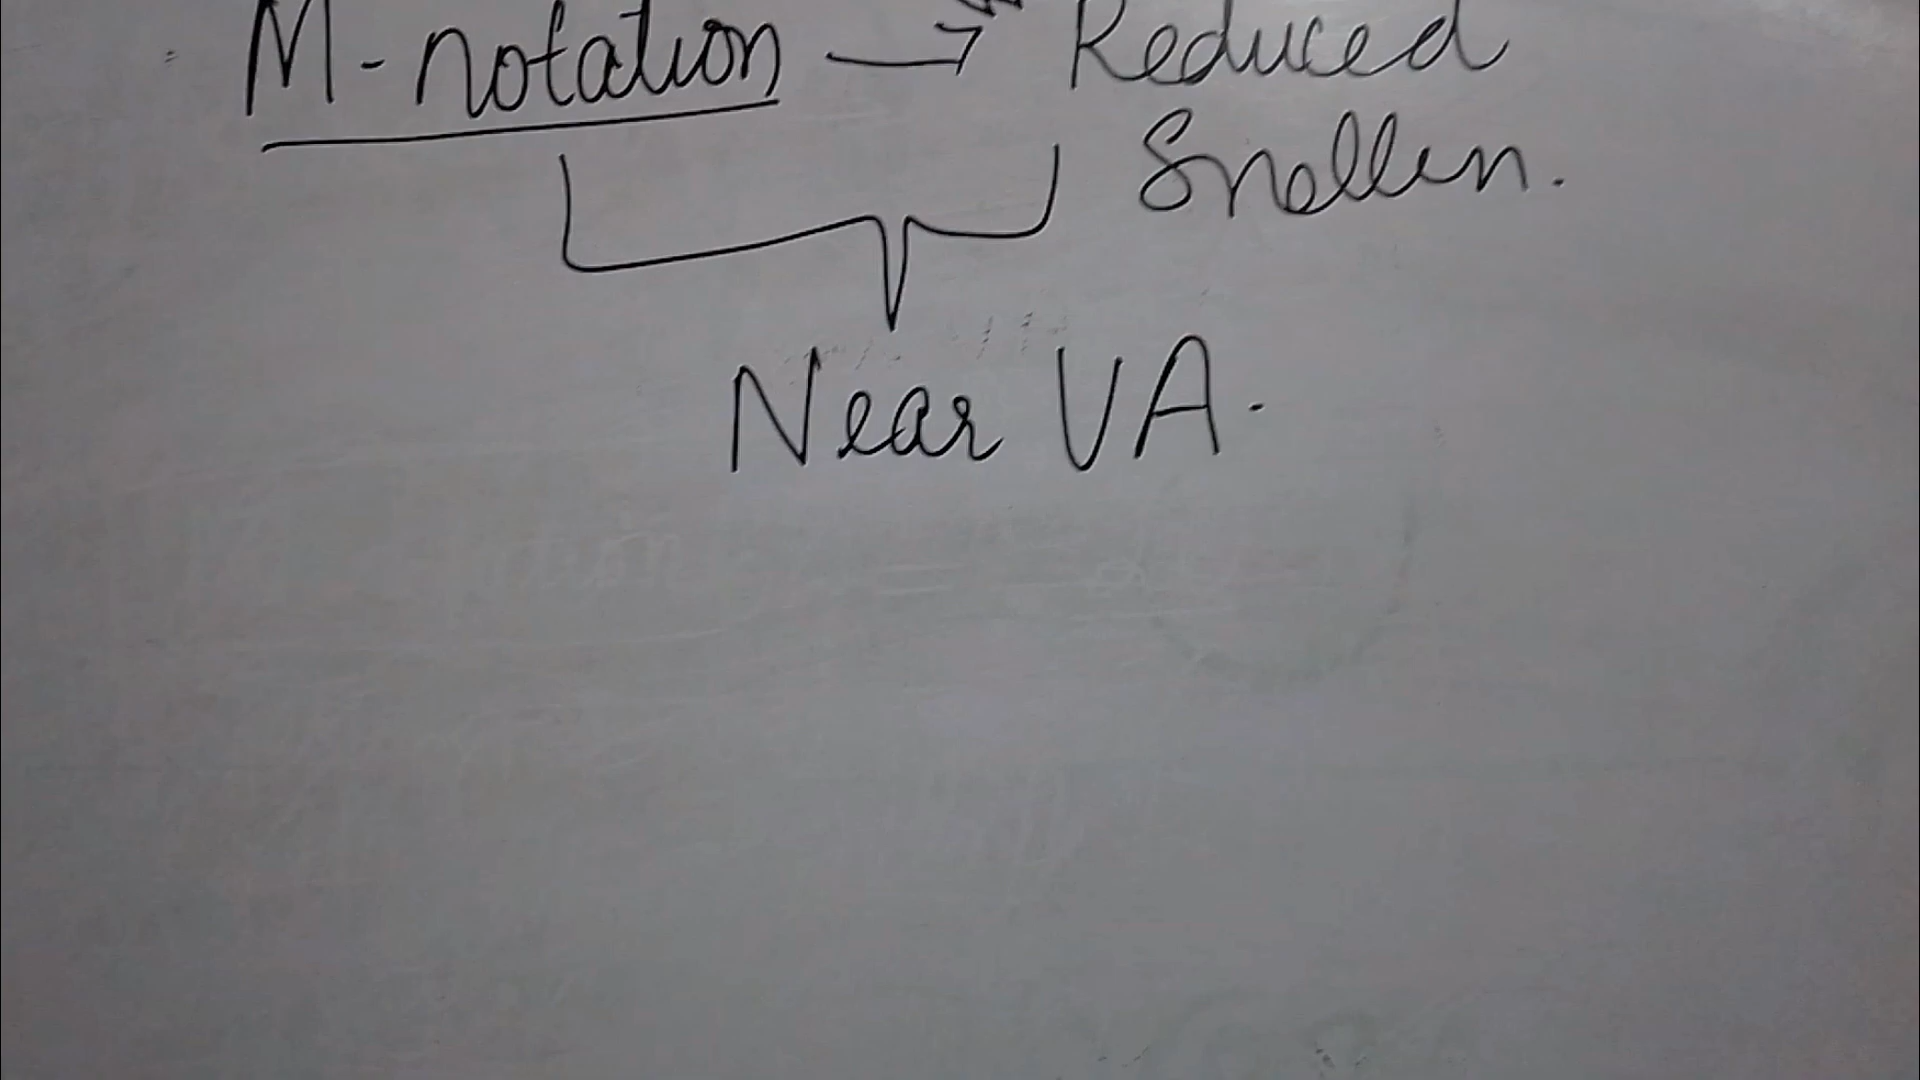 M-notation → Reduced
Snellen.
Near VA.